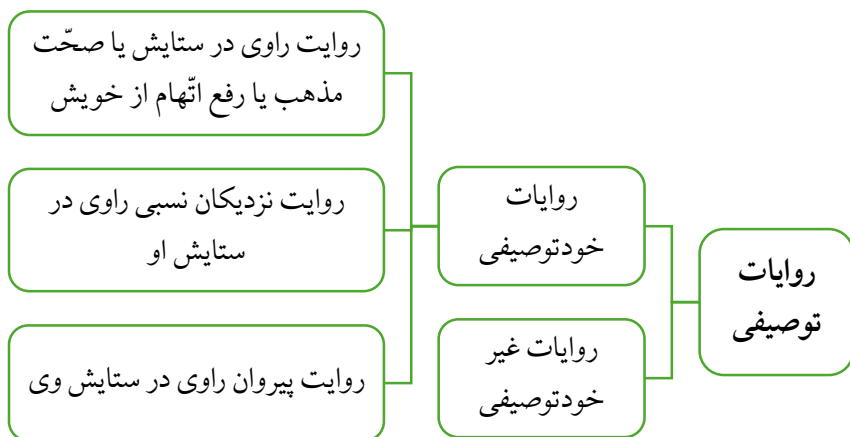 روایات
توصیفی
روایات
خودتوصیفی
روایات غیر
خودتوصیفی
روایت راوی در ستایش یا صحّت
مذهب یا رفع اتّهام از خویش
روایت نزدیکان نسبی راوی در
ستایش او
روایت پیروان راوی در ستایش وی